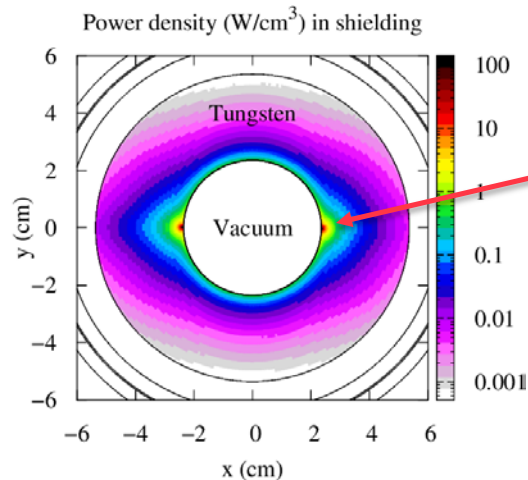 Power density (W/cm³) in shielding
6
4
2
0
−2
−4
−6
y (cm)
Tungsten
Vacuum
100
10
1
0.1
0.01
0.001
−6 −4 −2 0 2 4 6
x (cm)